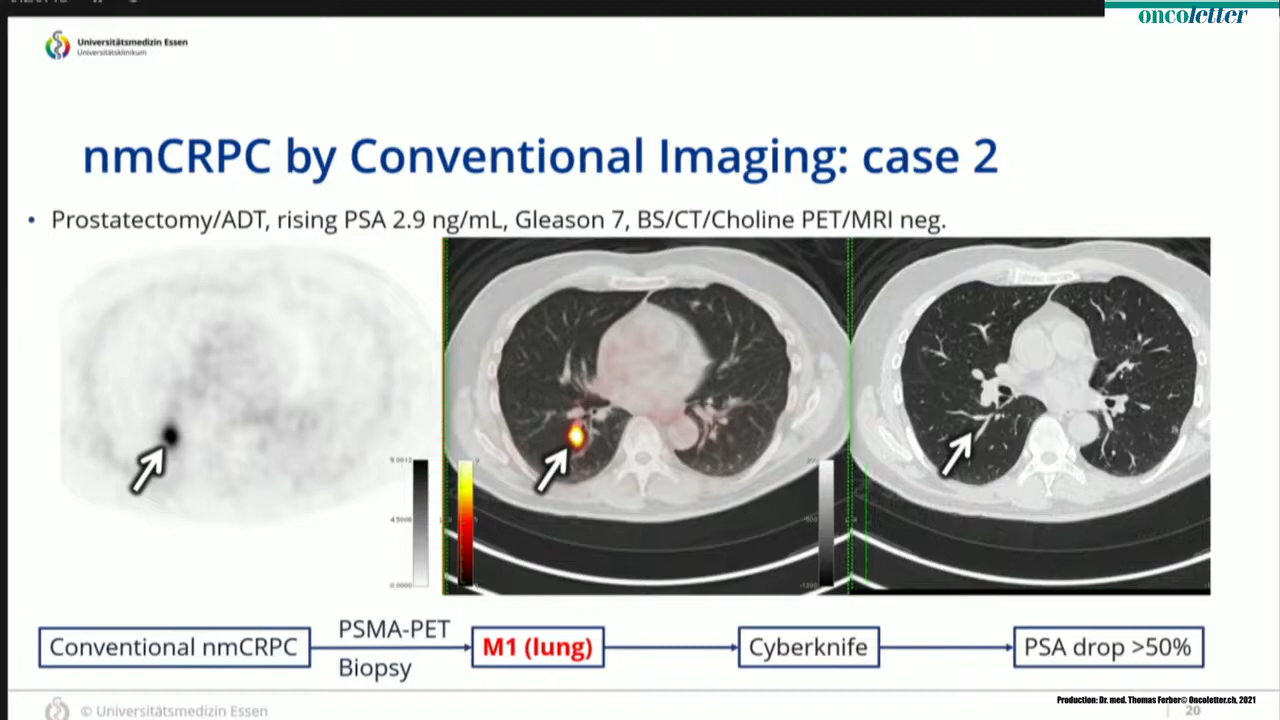 oncoletter
Universitätsmedizin Essen
Universitätsklinikum
nmCRPC by Conventional Imaging: case 2
• Prostatectomy/ADT, rising PSA 2.9 ng/mL, Gleason 7, BS/CT/Choline PET/MRI neg.
0.0000
Conventional nmCRPC
PSMA-PET
Biopsy
M1 (lung)
Cyberknife
PSA drop >50%
Production: Dr. med. Thomas Ferber© Oncoletter.ch, 2021
© Universitätsmedizin Essen
20